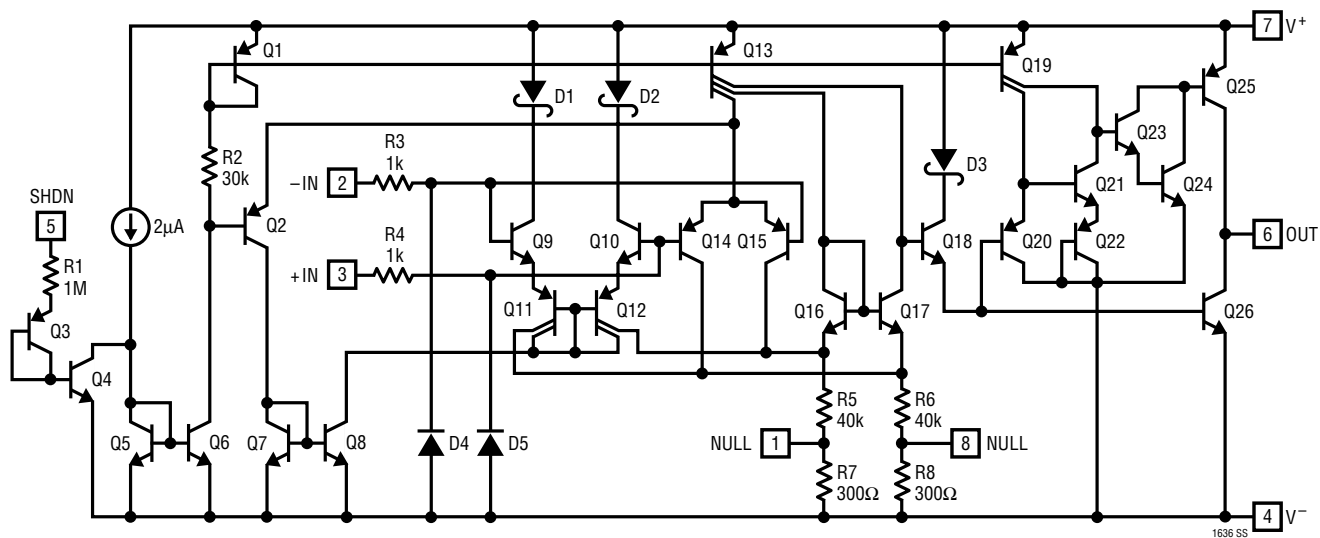 7 V+
Q1
Q13
Q19
Q25
D1
D2
Q23
R3
1k
R2
30k
D3
–IN 2
Q21
Q24
SHDN
5
2μA
Q2
Q9
Q10
Q14 Q15
Q18
Q20
Q22
6 OUT
R4
1k
+IN 3
R1
1M
Q11
Q12
Q16
Q17
Q26
Q3
Q4
R5
40k
R6
40k
Q5
Q6
Q7
Q8
D4
D5
NULL 1
8 NULL
R7
300Ω
R8
300Ω
4 V–
1636 SS